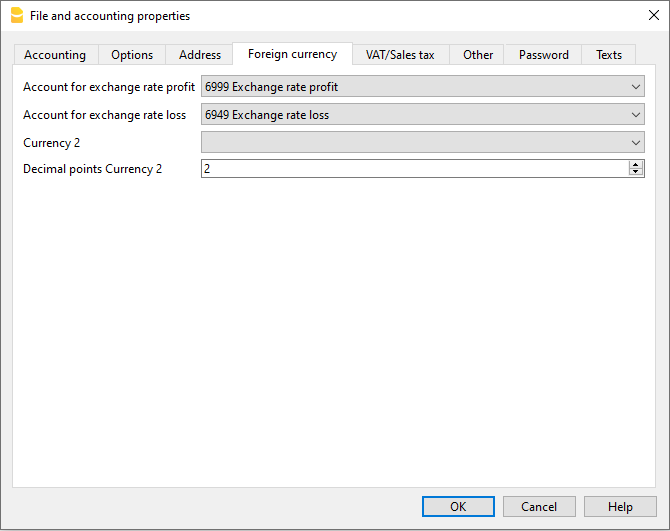 File and accounting properties
Accounting Options Address Foreign currency VAT/Sales tax Other Password Texts
Account for exchange rate profit 6999 Exchange rate profit
Account for exchange rate loss 6949 Exchange rate loss
Currency 2
Decimal points Currency 2 2
OK Cancel Help